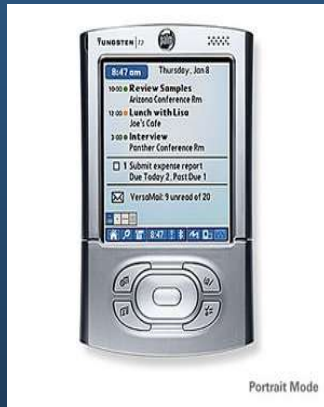 TUNGSTEN | T3
palm
8:47 am Thursday, Jan 8
10:00 Review Samples
Arizona Conference Rm
12:00 Lunch with Lisa
Joe's Cafe
3:00 Interview
Panther Conference Rm
1 Submit expense report
Due Today 2, Past Due 1
VersaMail: 9 unread of 20
8:47
Portrait Mode